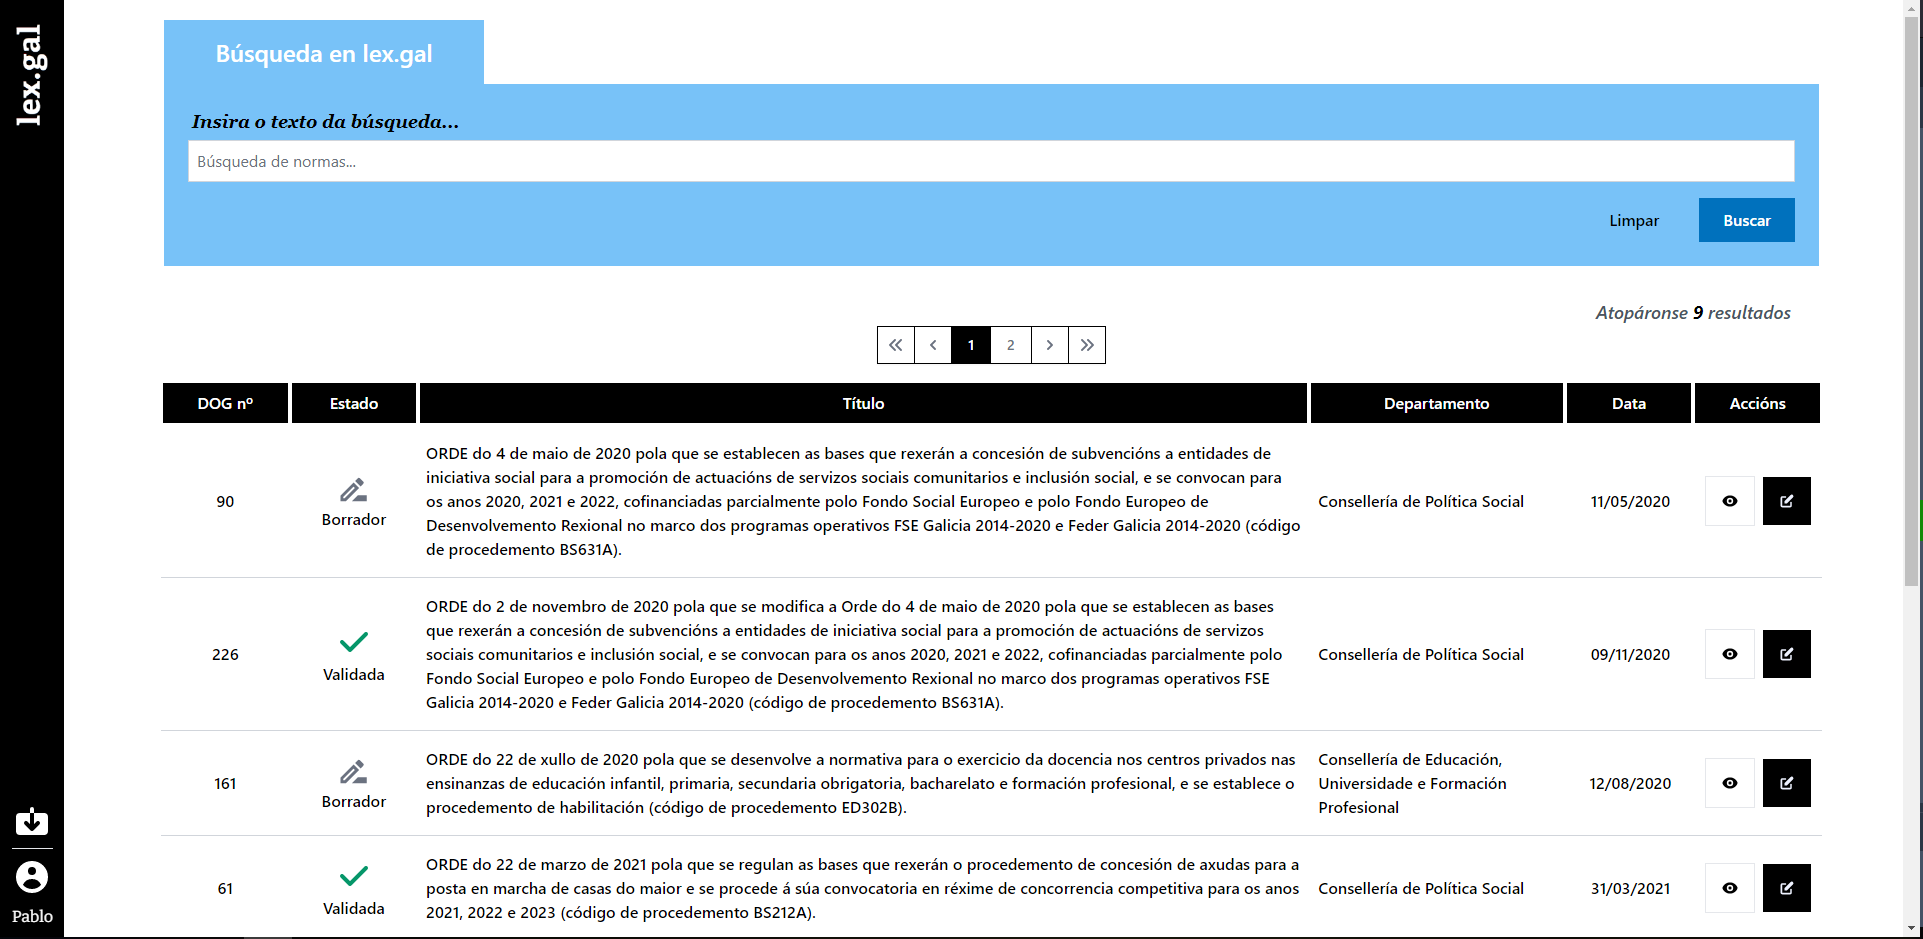 lex.gal
Búsqueda en lex.gal
Insira o texto da búsqueda...
Búsqueda de normas...
Limpar
Buscar
Atopáronse 9 resultados
1
2
DOG nº
Estado
Título
Departamento
Data
Accións
90
Borrador
ORDE do 4 de maio de 2020 pola que se establecen as bases que rexerán a concesión de subvencións a entidades de
iniciativa social para a promoción de actuacións de servizos sociais comunitarios e inclusión social, e se convocan para
os anos 2020, 2021 e 2022, cofinanciadas parcialmente polo Fondo Social Europeo e polo Fondo Europeo de
Desenvolvemento Rexional no marco dos programas operativos FSE Galicia 2014-2020 e Feder Galicia 2014-2020 (código
de procedemento BS631A).
Consellería de Política Social
11/05/2020
226
Validada
ORDE do 2 de novembro de 2020 pola que se modifica a Orde do 4 de maio de 2020 pola que se establecen as bases
que rexerán a concesión de subvencións a entidades de iniciativa social para a promoción de actuacións de servizos
sociais comunitarios e inclusión social, e se convocan para os anos 2020, 2021 e 2022, cofinanciadas parcialmente polo
Fondo Social Europeo e polo Fondo Europeo de Desenvolvemento Rexional no marco dos programas operativos FSE
Galicia 2014-2020 e Feder Galicia 2014-2020 (código de procedemento BS631A).
Consellería de Política Social
09/11/2020
161
Borrador
ORDE do 22 de xullo de 2020 pola que se desenvolve a normativa para o exercicio da docencia nos centros privados nas
ensinanzas de educación infantil, primaria, secundaria obrigatoria, bacharelato e formación profesional, e se establece o
procedemento de habilitación (código de procedemento ED302B).
Consellería de Educación,
Universidade e Formación
Profesional
12/08/2020
61
Validada
ORDE do 22 de marzo de 2021 pola que se regulan as bases que rexerán o procedemento de concesión de axudas para a
posta en marcha de casas do maior e se procede á súa convocatoria en réxime de concorrencia competitiva para os anos
2021, 2022 e 2023 (código de procedemento BS212A).
Consellería de Política Social
31/03/2021
Pablo